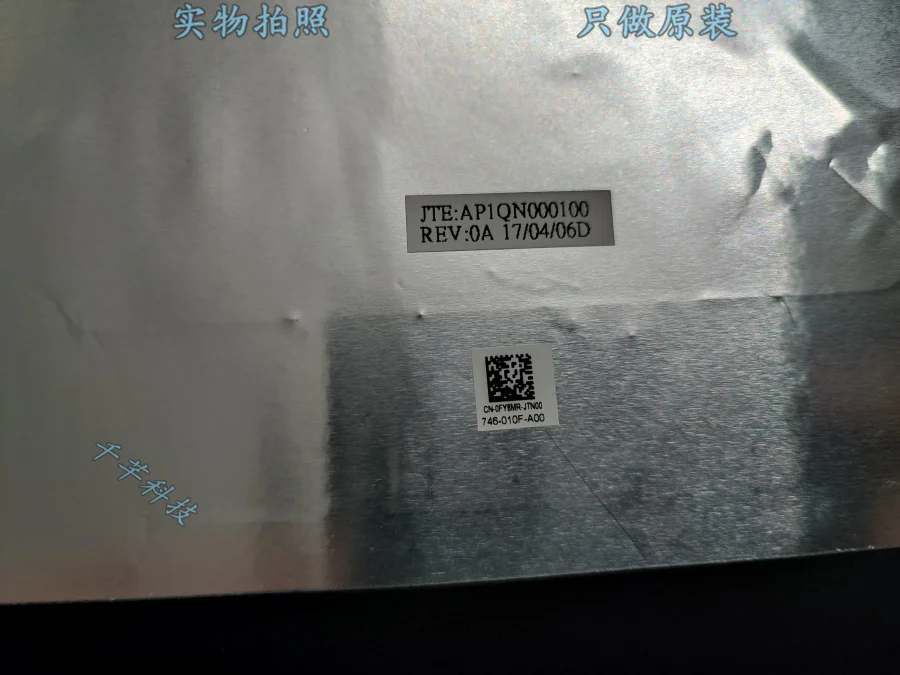 实物拍照
只做原装
JTE:AP1QN000100
REV:0A 17/04/06D
CN-0FY8MR-JTN00
746-010F-A00
千芊科技